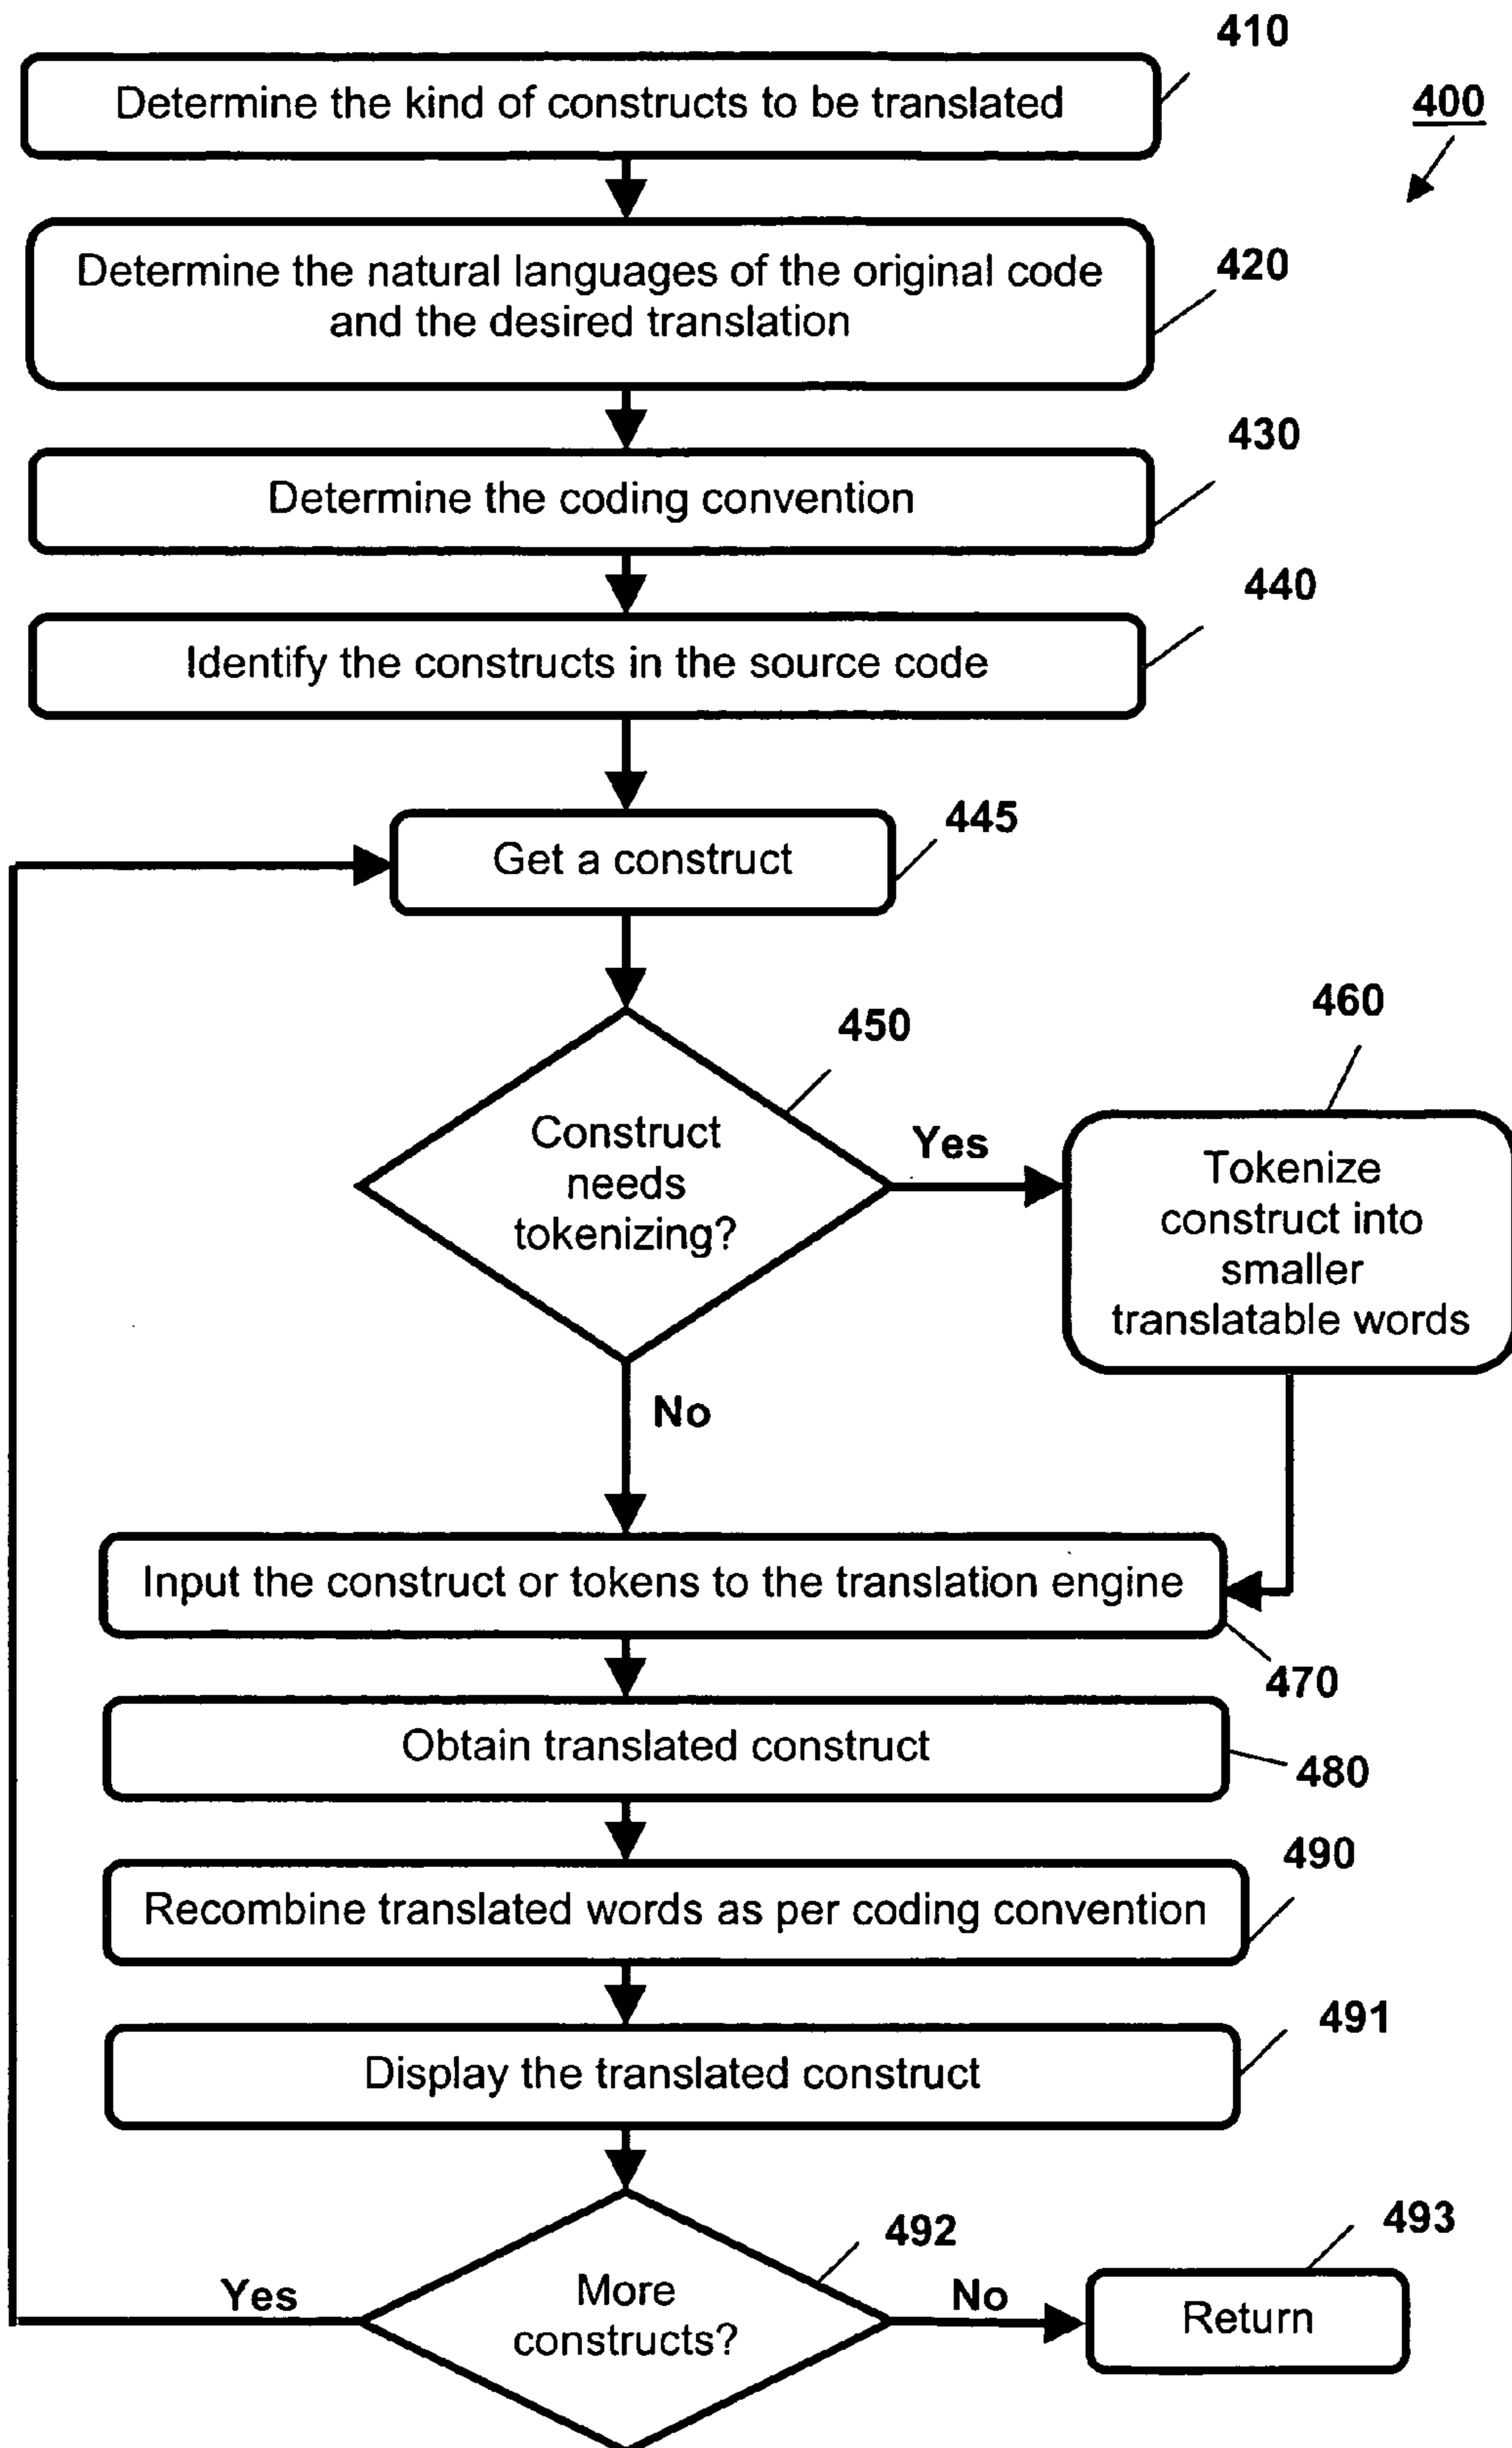 410
Determine the kind of constructs to be translated
400
Determine the natural languages of the original code
and the desired translation
420
430
Determine the coding convention
440
Identify the constructs in the source code
445
Get a construct
450
460
Construct
needs
tokenizing?
Yes
Tokenize
construct into
smaller
translatable words
No
Input the construct or tokens to the translation engine
470
Obtain translated construct
480
490
Recombine translated words as per coding convention
491
Display the translated construct
492
493
Yes
More
constructs?
No
Return